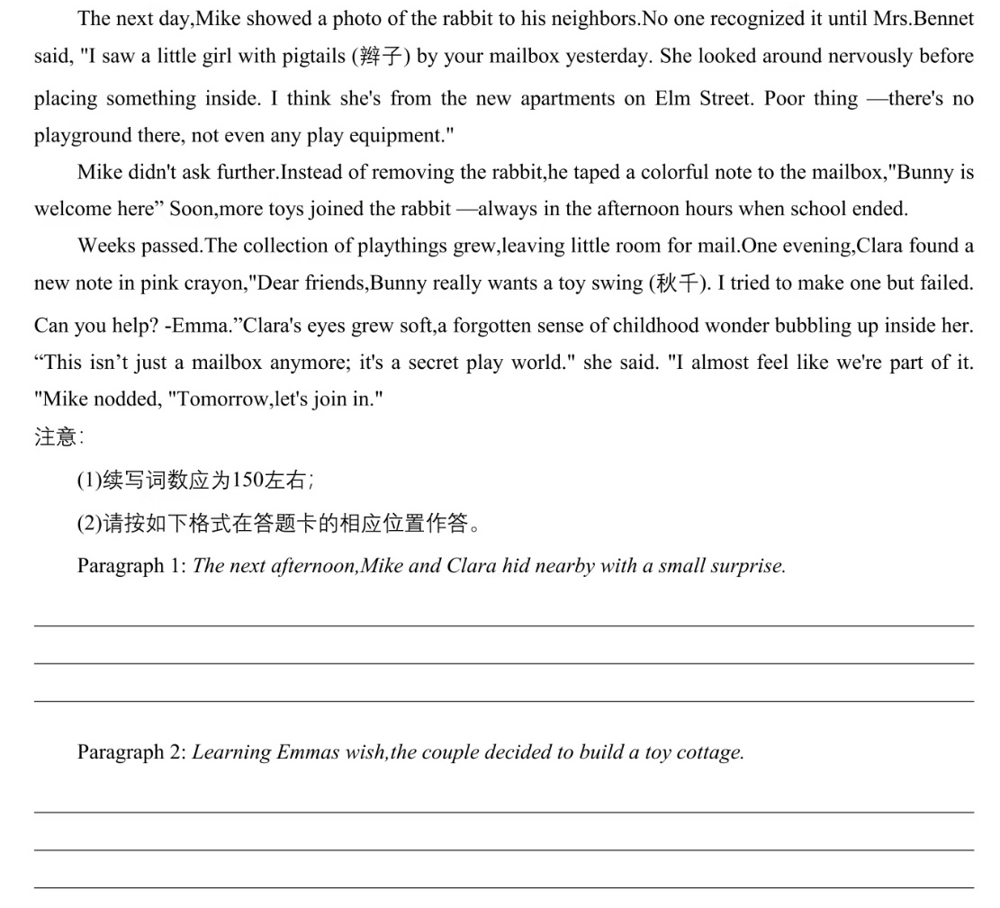 The next day,Mike showed a photo of the rabbit to his neighbors.No one recognized it until Mrs.Bennet
said, "I saw a little girl with pigtails (辫子) by your mailbox yesterday. She looked around nervously before
placing something inside. I think she's from the new apartments on Elm Street. Poor thing —there's no
playground there, not even any play equipment."
Mike didn't ask further.Instead of removing the rabbit,he taped a colorful note to the mailbox,"Bunny is
welcome here” Soon,more toys joined the rabbit —always in the afternoon hours when school ended.
Weeks passed.The collection of playthings grew,leaving little room for mail.One evening,Clara found a
new note in pink crayon,"Dear friends,Bunny really wants a toy swing (秋千). I tried to make one but failed.
Can you help? -Emma.”Clara's eyes grew soft,a forgotten sense of childhood wonder bubbling up inside her.
“This isn’t just a mailbox anymore; it's a secret play world." she said. "I almost feel like we're part of it.
"Mike nodded, "Tomorrow,let's join in."
注意：
(1)续写词数应为150左右；
(2)请按如下格式在答题卡的相应位置作答。
Paragraph 1: The next afternoon,Mike and Clara hid nearby with a small surprise.
Paragraph 2: Learning Emmas wish,the couple decided to build a toy cottage.